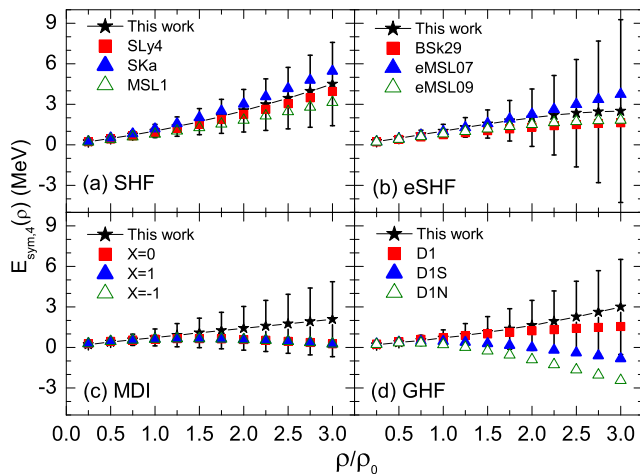 9
6
3
0
-3
This work
SLy4
SKa
MSL1
(a) SHF
This work
BSk29
eMSL07
eMSL09
(b) eSHF
E_sym,4(ρ) (MeV)
9
6
3
0
-3
This work
X=0
X=1
X=-1
(c) MDI
This work
D1
D1S
D1N
(d) GHF
0.0 0.5 1.0 1.5 2.0 2.5 3.0
0.5 1.0 1.5 2.0 2.5 3.0
ρ/ρ₀